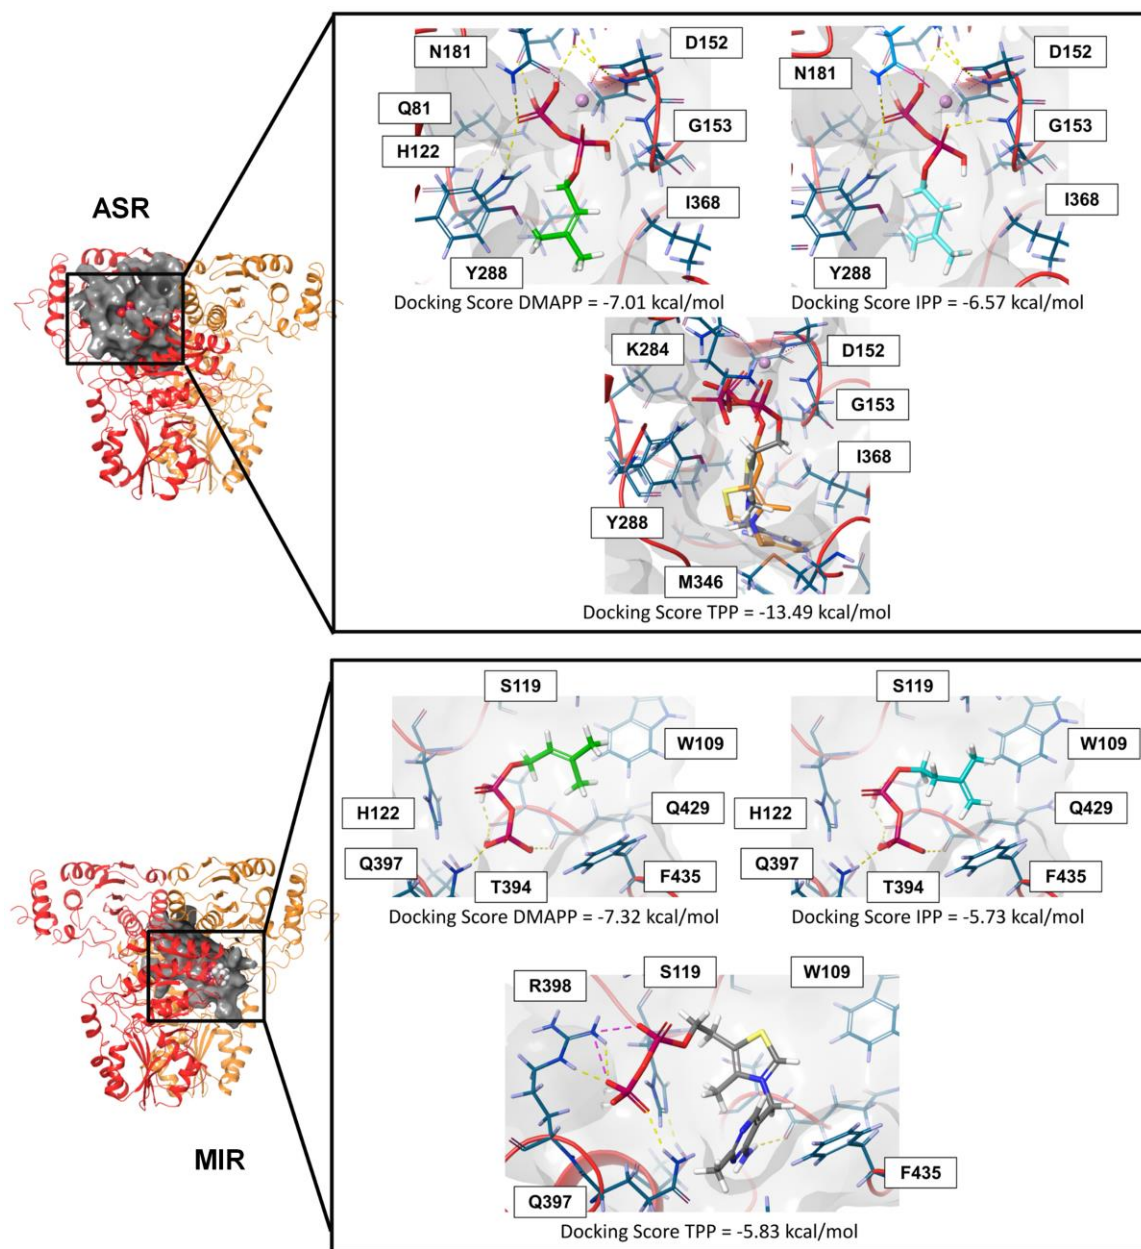 N181
D152
Q81
H122
G153
I368
Y288
Docking Score DMAPP = -7.01 kcal/mol
N181
D152
G153
I368
Y288
Docking Score IPP = -6.57 kcal/mol
ASR
K284
D152
G153
I368
Y288
M346
Docking Score TPP = -13.49 kcal/mol
S119
W109
H122
Q429
Q397
T394
F435
Docking Score DMAPP = -7.32 kcal/mol
S119
W109
H122
Q429
Q397
T394
F435
Docking Score IPP = -5.73 kcal/mol
MIR
R398
S119
W109
F435
Q397
Docking Score TPP = -5.83 kcal/mol